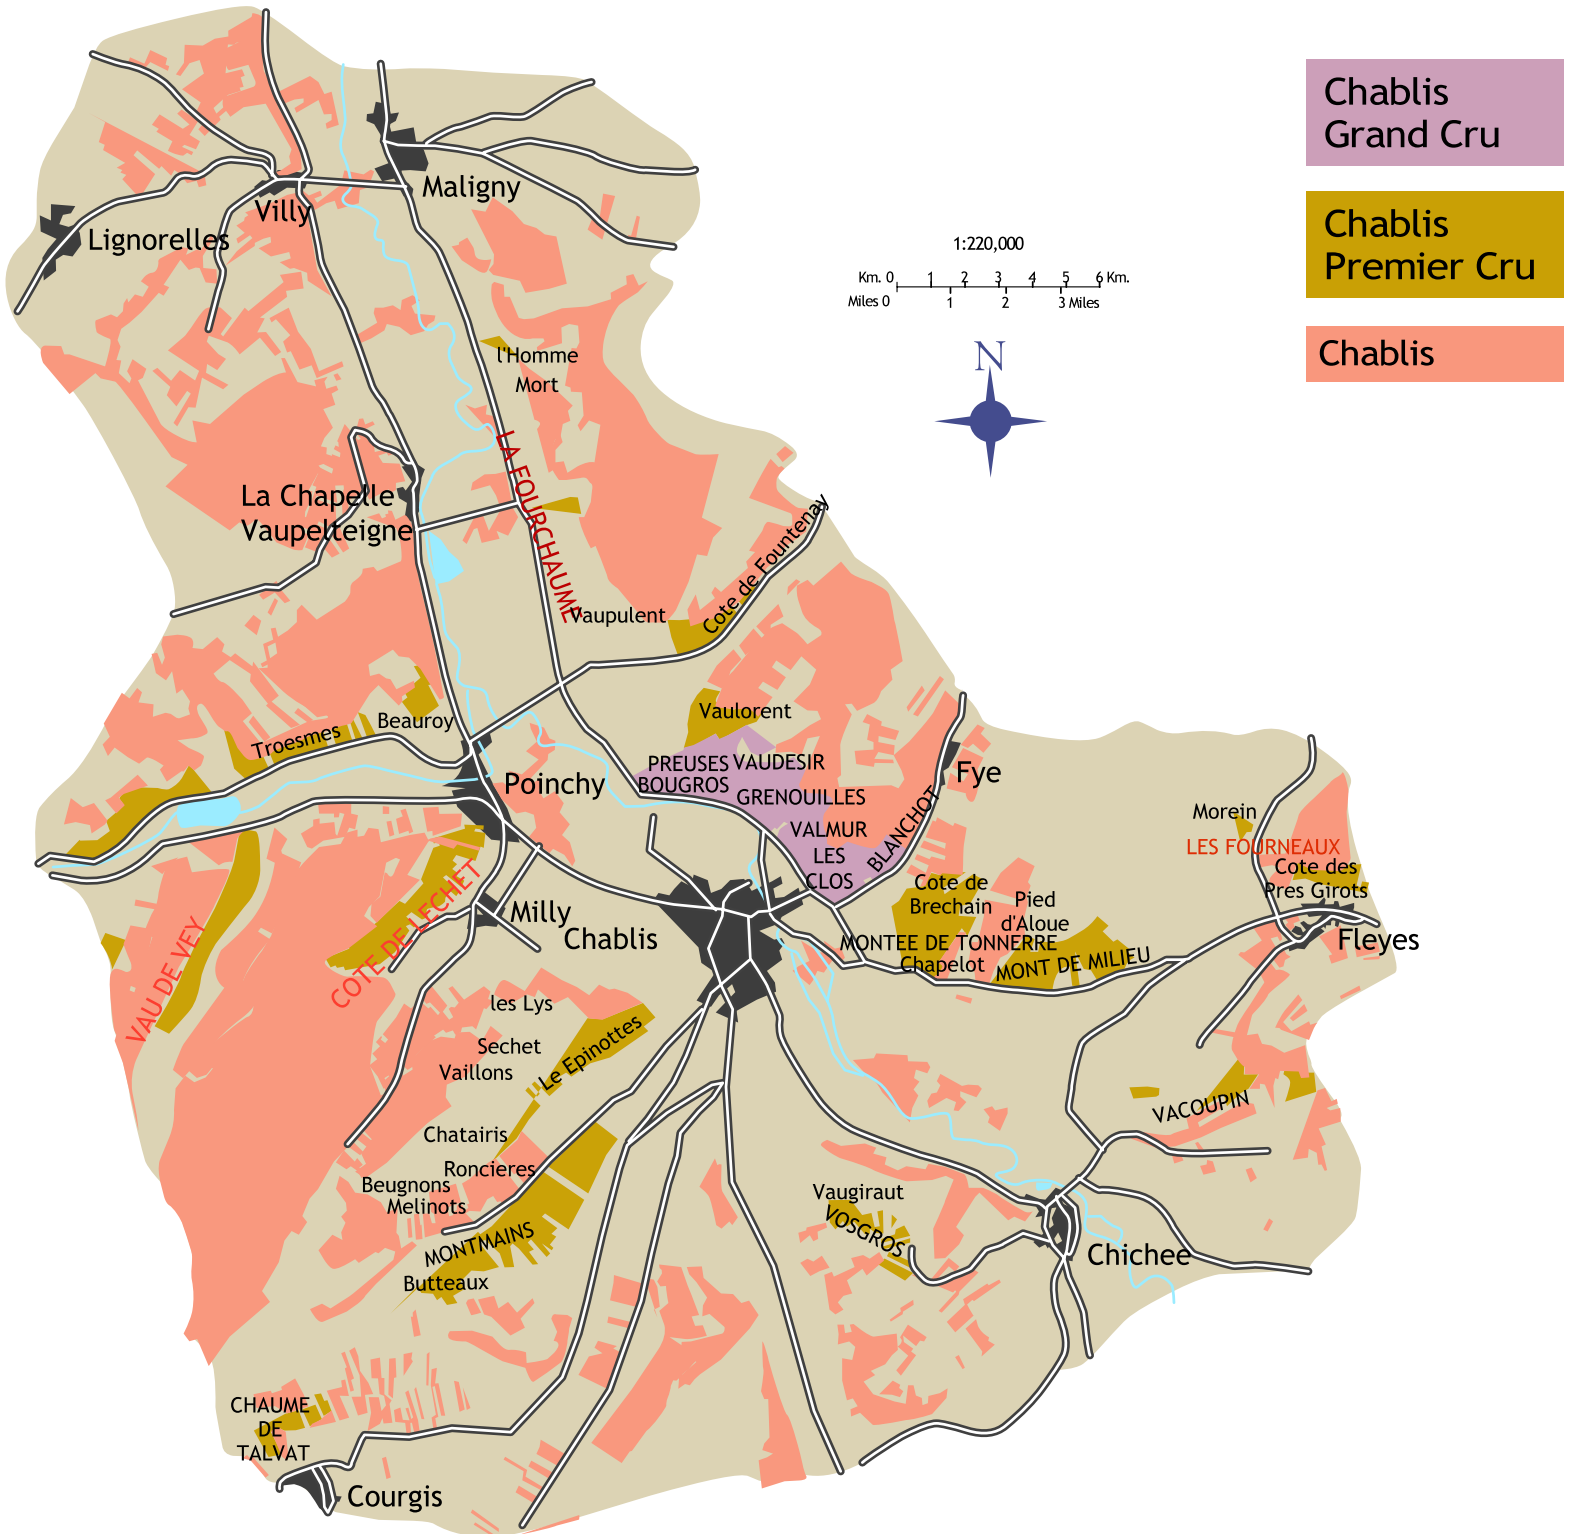 Chablis
Grand Cru
Chablis
Premier Cru
Chablis
1:220,000
Km. 0 1 2 3 4 5 6 Km.
Miles 0 1 2 3 Miles
N
Maligny
Villy
Lignorelles
l'Homme
Mort
LA FOURCHAUME
La Chapelle
Vaupelteigne
Cote de Fountenay
Vaupulent
Vaulorent
Beauroy
Troesmes
PREUSES
VAUDESIR
BOUGROS
GRENOUILLES
VALMUR
LES
CLOS
BLANCHOT
Fye
Poinchy
Morein
LES FOURNEAUX
Cote des
Pres Girots
Fleyes
Cote de
Brechain
Pied
d'Aloue
MONTEE DE TONNERRE
Chapelot
MONT DE MILIEU
Milly
Chablis
COTE DE LECHET
VAU DE VEY
les Lys
Sechet
Vaillons
Le Epinottes
Chatairis
Roncieres
Beugnons
Melinots
MONTMAINS
Butteaux
VACOUPIN
Vaugiraut
VOSGROS
Chichee
CHAUME
DE
TALVAT
Courgis